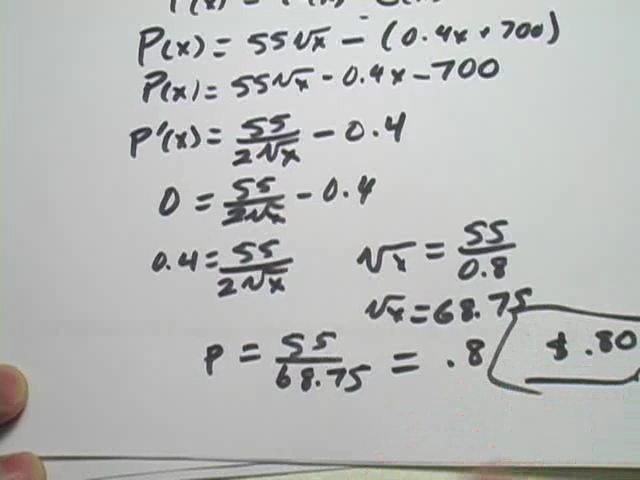 P(x) = 55√x - (0.4x + 700)
P(x) = 55√x - 0.4x - 700
P'(x) = 55/2√x - 0.4
0 = 55/2√x - 0.4
0.4 = 55/2√x
√x = 55/0.8
√x = 68.75
p = 55/68.75 = .8
$.80